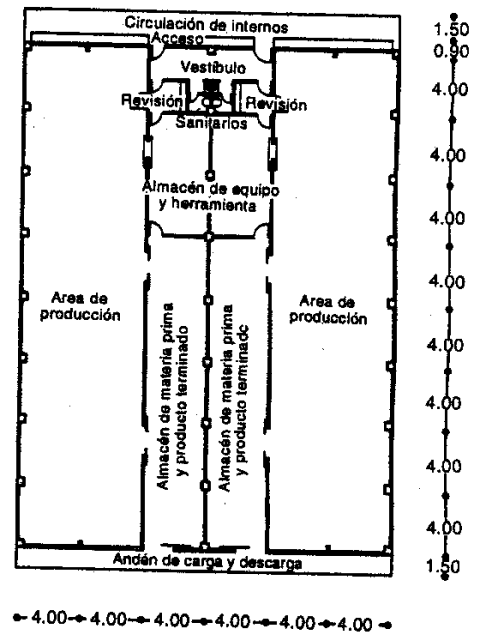 Circulación de internos
Acceso
Vestíbulo
Revisión
Revisión
Sanitarios
Almacén de equipo
y herramienta
Area de
producción
Area de
producción
Almacén de materia prima
y producto terminado
Almacén de materia prima
y producto terminado
Andén de carga y descarga
1.50
0.90
4.00
4.00
4.00
4.00
4.00
4.00
4.00
4.00
1.50
4.00 4.00 4.00 4.00 4.00 4.00